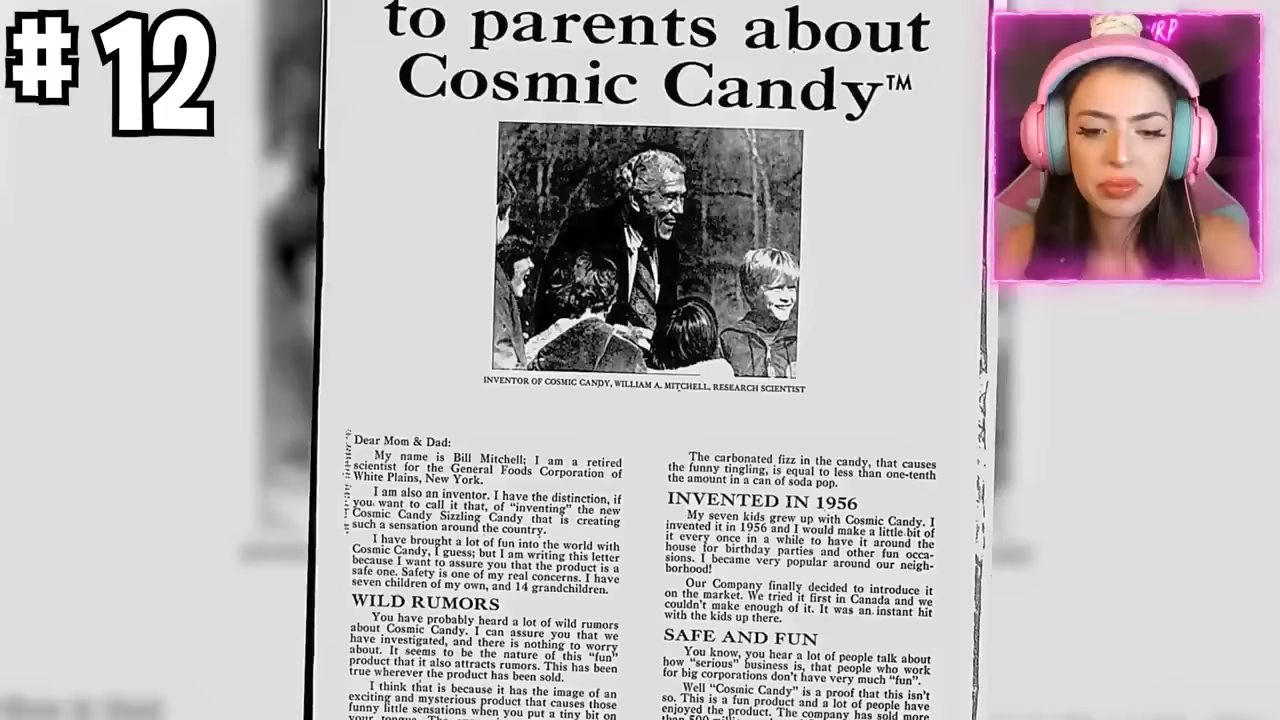 #12
to parents about
Cosmic Candy™
INVENTOR OF COSMIC CANDY, WILLIAM A. MITCHELL, RESEARCH SCIENTIST
Dear Mom & Dad:
My name is Bill Mitchell; I am a retired
scientist for the General Foods Corporation of
White Plains, New York.
I am also an inventor. I have the distinction, if
you want to call it that, of "inventing" the new
Cosmic Candy Sizzling Candy that is creating
such a sensation around the country.
I have brought a lot of fun into the world with
Cosmic Candy, I guess; but I am writing this letter
because I want to assure you that the product is a
safe one. Safety is one of my real concerns. I have
seven children of my own, and 14 grandchildren.
WILD RUMORS
You have probably heard a lot of wild rumors
about Cosmic Candy. I can assure you that we
have investigated, and there is nothing to worry
about. It seems to be the nature of this "fun"
product that it also attracts rumors. This has been
true wherever the product has been sold.
I think that is because it has the image of an
exciting and mysterious product that causes those
funny little sensations when you put a tiny bit on
your tongue. The
The carbonated fizz in the candy, that causes
the funny tingling, is equal to less than one-tenth
the amount in a can of soda pop.
INVENTED IN 1956
My seven kids grew up with Cosmic Candy. I
invented it in 1956 and I would make a little bit of
it every once in a while to have it around the
house for birthday parties and other fun occa-
sions. I became very popular around our neigh-
borhood!
Our Company finally decided to introduce it
on the market. We tried it first in Canada and we
couldn't make enough of it. It was an instant hit
with the kids up there.
SAFE AND FUN
You know, you hear a lot of people talk about
how "serious" business is, that people who work
for big corporations don't have very much "fun".
Well "Cosmic Candy" is a proof that this isn't
so. This is a fun product and a lot of people have
enjoyed the product. The company has sold more
than 500
RP